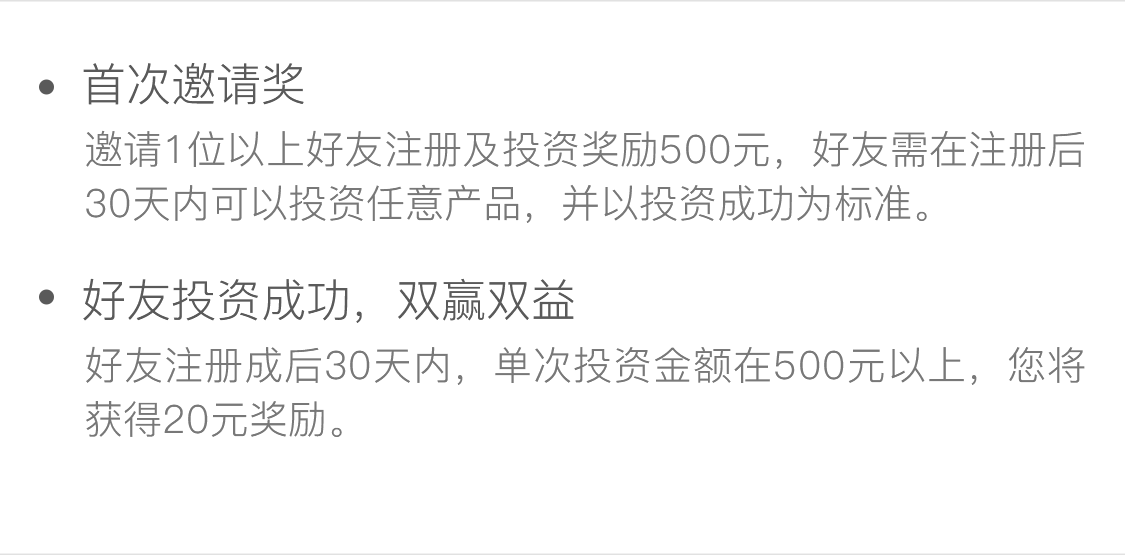 • 首次邀请奖
邀请1位以上好友注册及投资奖励500元，好友需在注册后
30天内可以投资任意产品，并以投资成功为标准。
• 好友投资成功，双赢双益
好友注册成后30天内，单次投资金额在500元以上，您将
获得20元奖励。